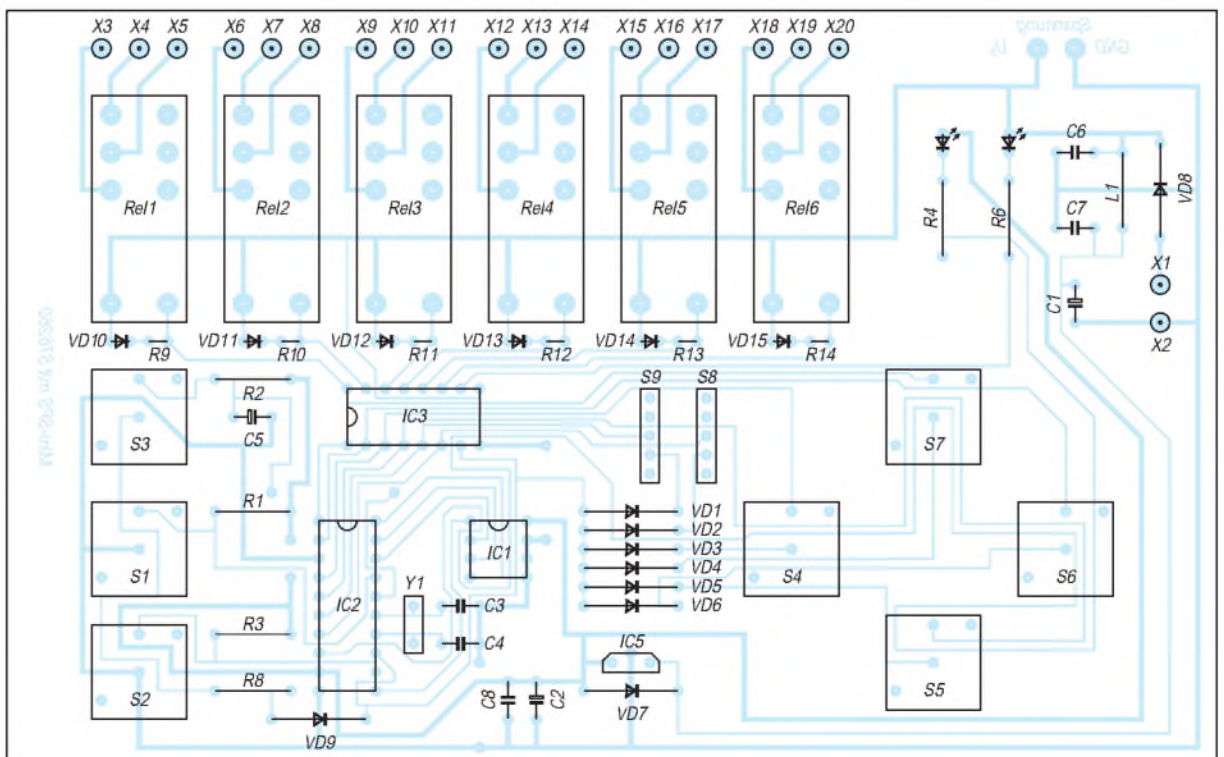 X3 X4 X5 X6 X7 X8 X9 X10 X11 X12 X13 X14 X15 X16 X17 X18 X19 X20
Spannung
GND
C6
Rel1 Rel2 Rel3 Rel4 Rel5 Rel6
R4 R6 C7 L1 VD8
X1
C1
X2
VD10 R9 VD11 R10 VD12 R11 VD13 R12 VD14 R13 VD15 R14
S9 S8
S3 R2 C5 IC3 S7
R1
VD1
VD2
VD3
VD4
VD5
VD6
S1 IC2 Y1 IC1 S4 S6
C3
C4
R3
IC5
S2 R8 C8 C2 VD7 S5
VD9